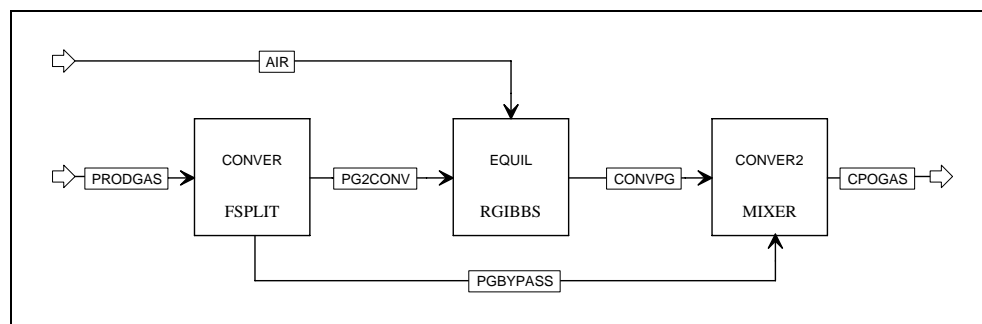 AIR
PRODGAS
CONVER
FSPLIT
PG2CONV
EQUIL
RGIBBS
CONVPG
CONVER2
MIXER
CPOGAS
PGBYPASS